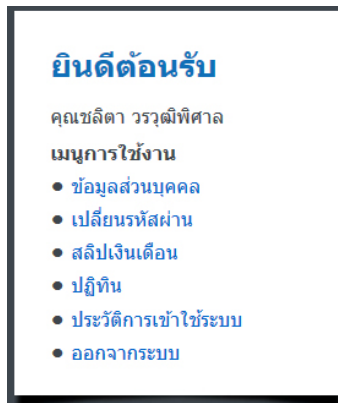 ยินดีต้อนรับ
คุณชลิตา วรวุฒิพิศาล
เมนูการใช้งาน
ข้อมูลส่วนบุคคล
เปลี่ยนรหัสผ่าน
สลิปเงินเดือน
ปฏิทิน
ประวัติการเข้าใช้ระบบ
ออกจากระบบ